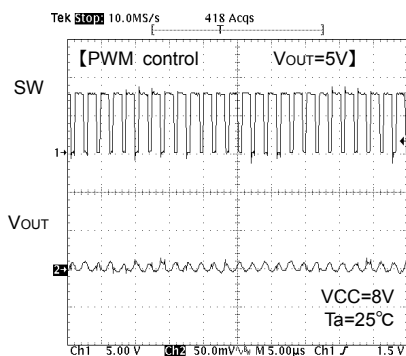 Tek Stop: 10.0MS/s 418 Acqs
T
【PWM control VOUT=5V】
SW
1→
VOUT
2→
VCC=8V
Ta=25℃
Ch1 5.00 V Ch2 50.0mV M 5.00µs Ch1 1.5 V